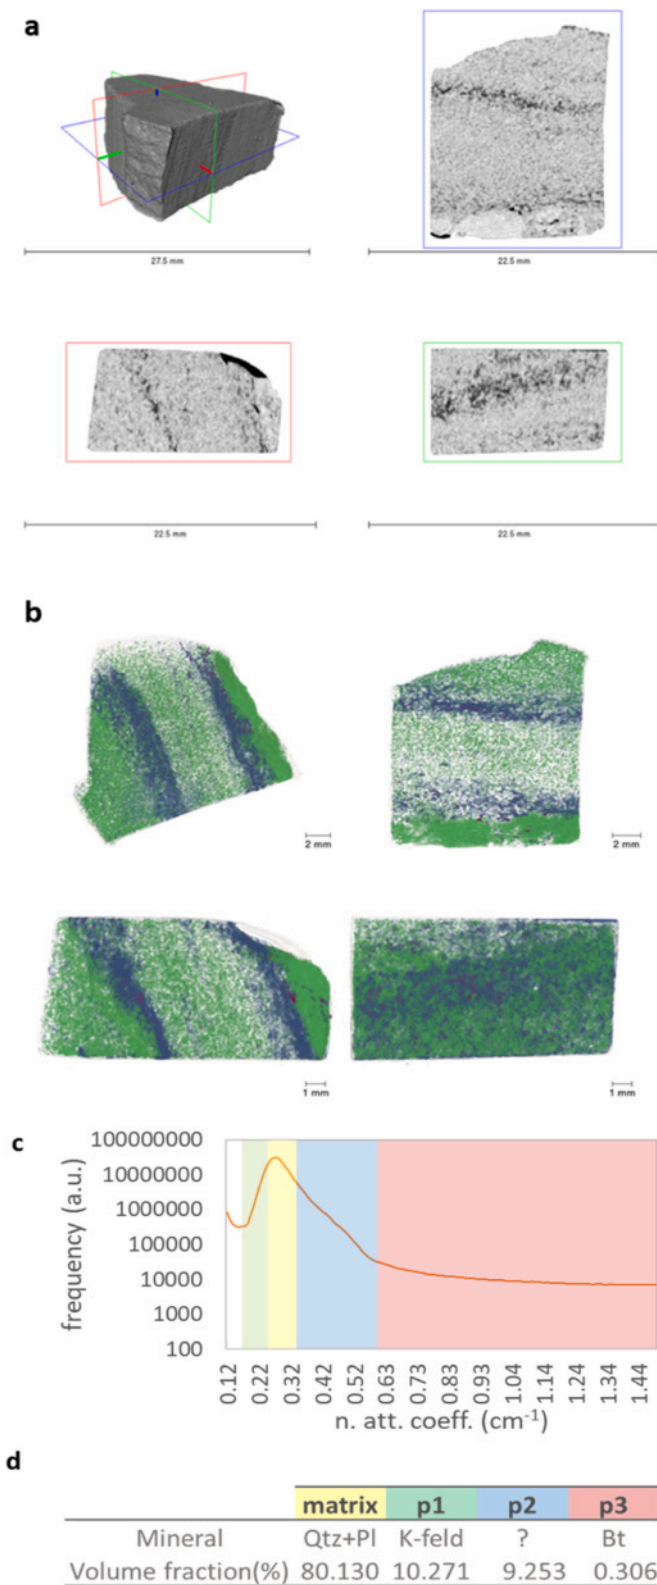 a
27.5 mm
22.5 mm
22.5 mm
22.5 mm
b
2 mm
2 mm
1 mm
1 mm
c
frequency (a.u.)
100000000
10000000
1000000
100000
10000
1000
100
0.12 0.22 0.32 0.42 0.52 0.63 0.73 0.83 0.93 1.04 1.14 1.24 1.34 1.44
n. att. coeff. (cm⁻¹)
d
matrix p1 p2 p3
Mineral Qtz+Pl K-feld ? Bt
Volume fraction(%) 80.130 10.271 9.253 0.306